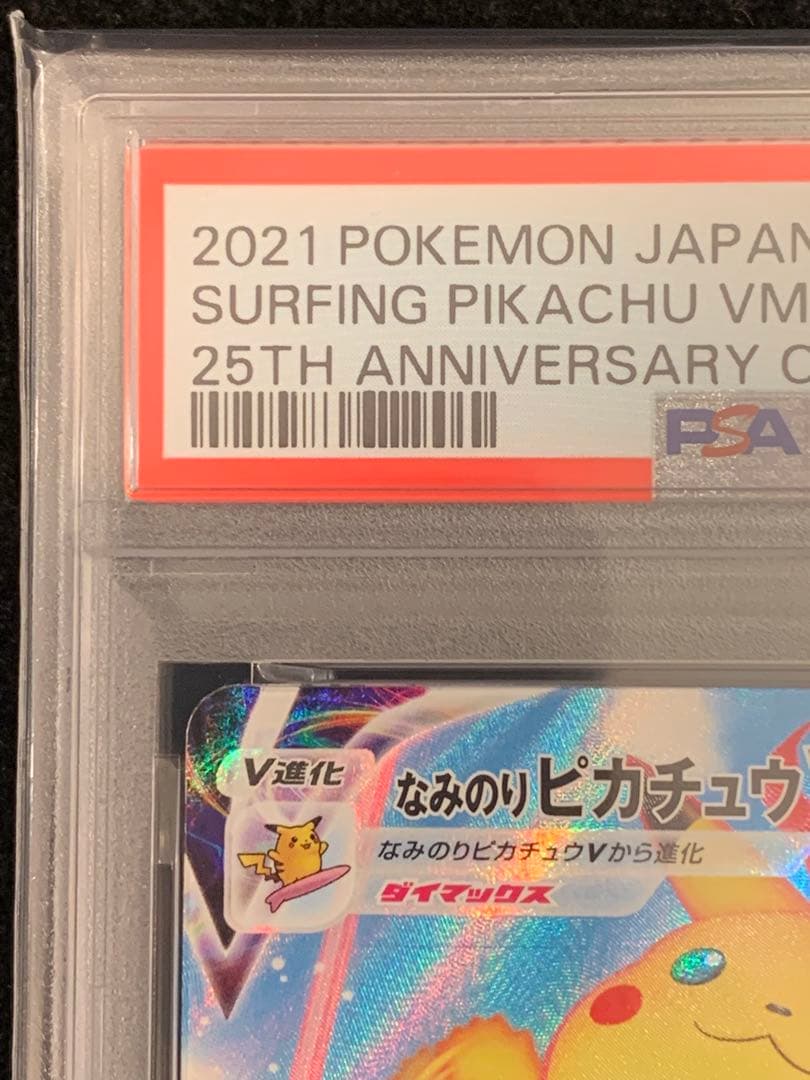 2021 POKEMON JAPAN
SURFING PIKACHU VM
25TH ANNIVERSARY C
PSA
V進化
なみのりピカチュウ
なみのりピカチュウVから進化
ダイマックス